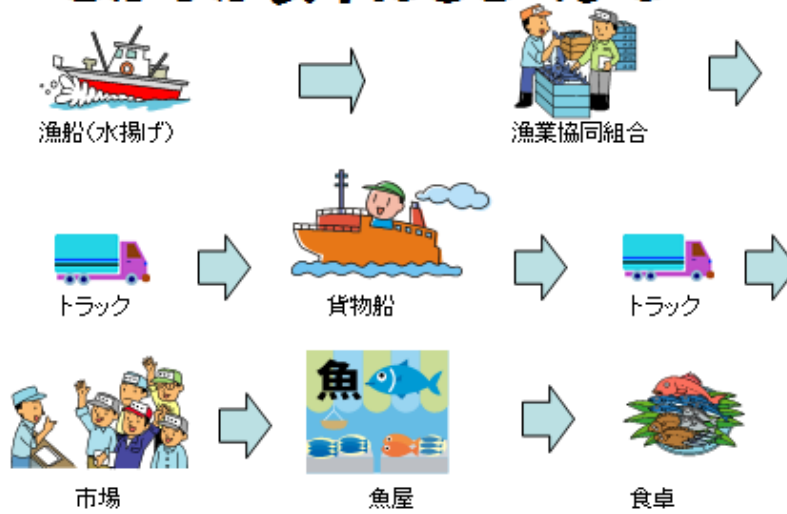 漁船(水揚げ)
漁業協同組合
トラック
貨物船
トラック
魚
市場
魚屋
食卓